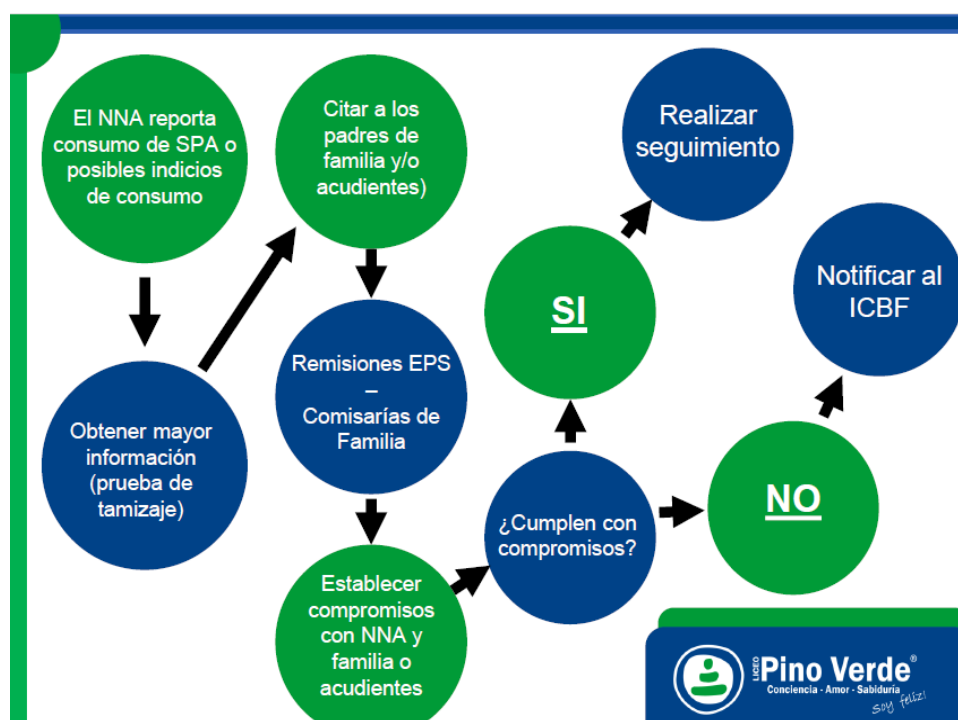 El NNA reporta
consumo de SPA o
posibles indicios
de consumo
Obtener mayor
información
(prueba de
tamizaje)
Citar a los
padres de
familia y/o
acudientes)
Remisiones EPS
–
Comisarías de
Familia
Establecer
compromisos
con NNA y
familia o
acudientes
¿Cumplen con
compromisos?
SI
Realizar
seguimiento
NO
Notificar al
ICBF
LICEO
Pino Verde®
Conciencia - Amor - Sabiduría
soy feliz!